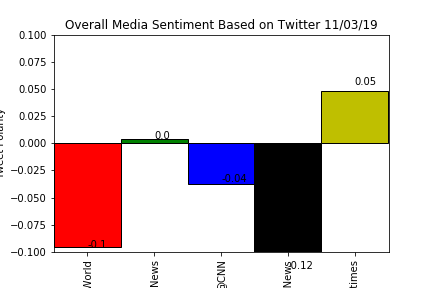 Overall Media Sentiment Based on Twitter 11/03/19
0.100
0.075
0.050
0.025
0.000
−0.025
−0.050
−0.075
−0.100
0.05
0.0
-0.04
-0.1
-0.12
World
News
@CNN
News
times